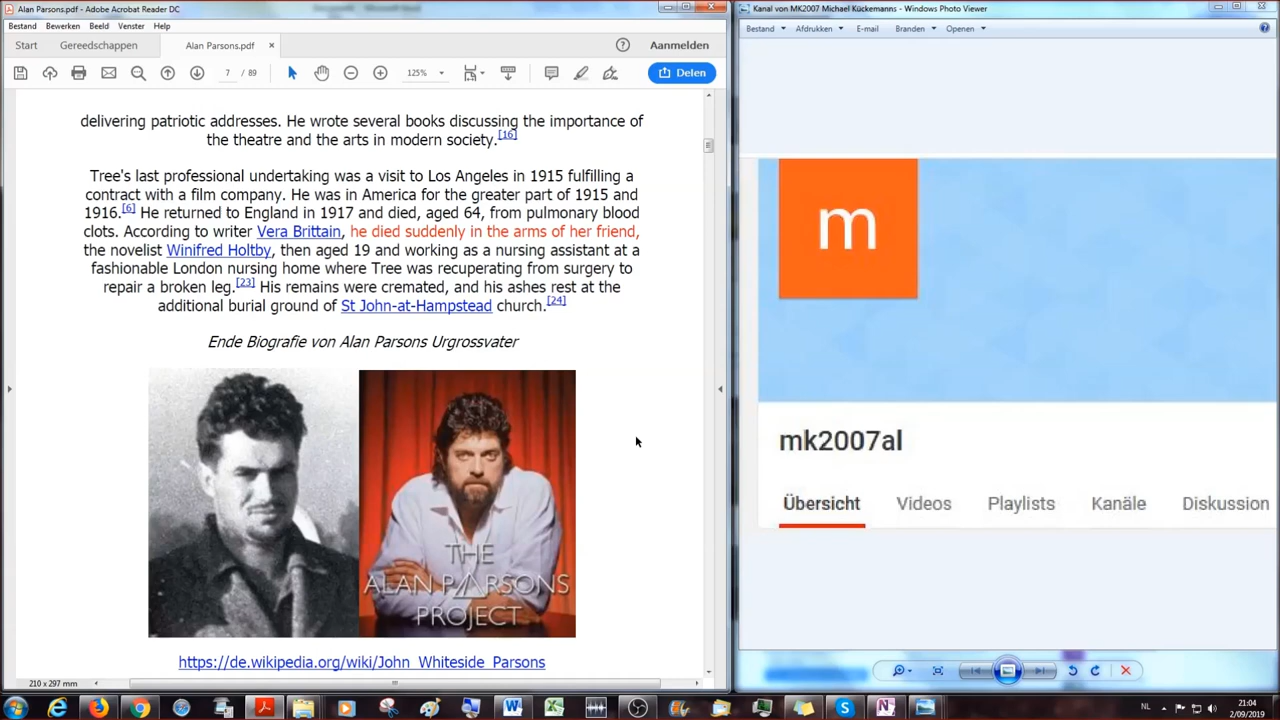 Alan Parsons.pdf - Adobe Acrobat Reader DC
Bestand Bewerken Beeld Venster Help
Start Gereedschappen Alan Parsons.pdf × Aanmelden
7 / 89 125% Delen
delivering patriotic addresses. He wrote several books discussing the importance of
the theatre and the arts in modern society.[16]
Tree's last professional undertaking was a visit to Los Angeles in 1915 fulfilling a
contract with a film company. He was in America for the greater part of 1915 and
1916.[6] He returned to England in 1917 and died, aged 64, from pulmonary blood
clots. According to writer Vera Brittain, he died suddenly in the arms of her friend,
the novelist Winifred Holtby, then aged 19 and working as a nursing assistant at a
fashionable London nursing home where Tree was recuperating from surgery to
repair a broken leg.[23] His remains were cremated, and his ashes rest at the
additional burial ground of St John-at-Hampstead church.[24]
Ende Biografie von Alan Parsons Urgrossvater
THE
ALAN PARSONS
PROJECT
https://de.wikipedia.org/wiki/John_Whiteside_Parsons
210 x 297 mm
Kanal von MK2007 Michael Kückemanns - Windows Photo Viewer
Bestand Afdrukken E-mail Branden Openen
m
mk2007al
Übersicht Videos Playlists Kanäle Diskussion
NL 21:04
2/09/2019